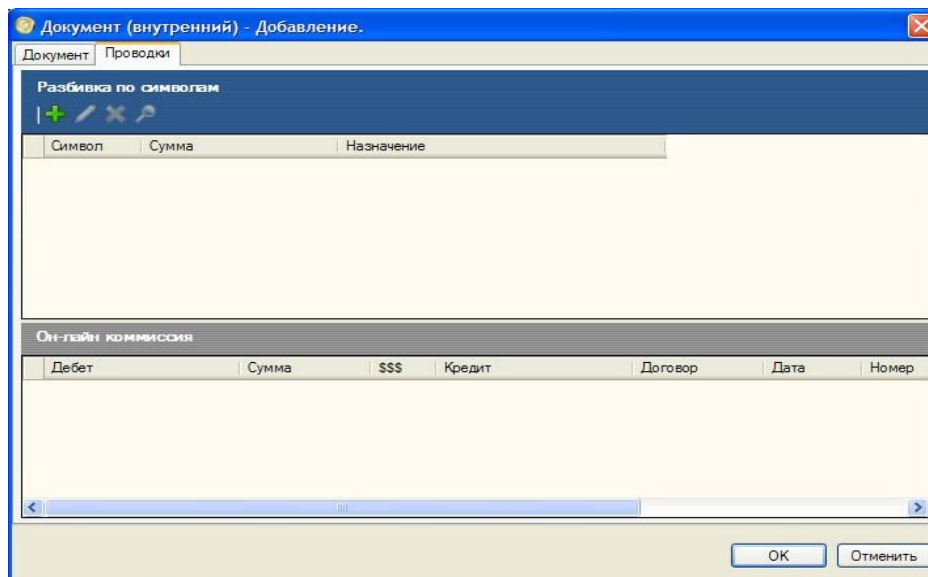 Документ (внутренний) - Добавление.
Документ Проводки
Разбивка по символам
Символ Сумма Назначение
Он-лайн коммиссия
Дебет Сумма $$$ Кредит Договор Дата Номер
OK Отменить